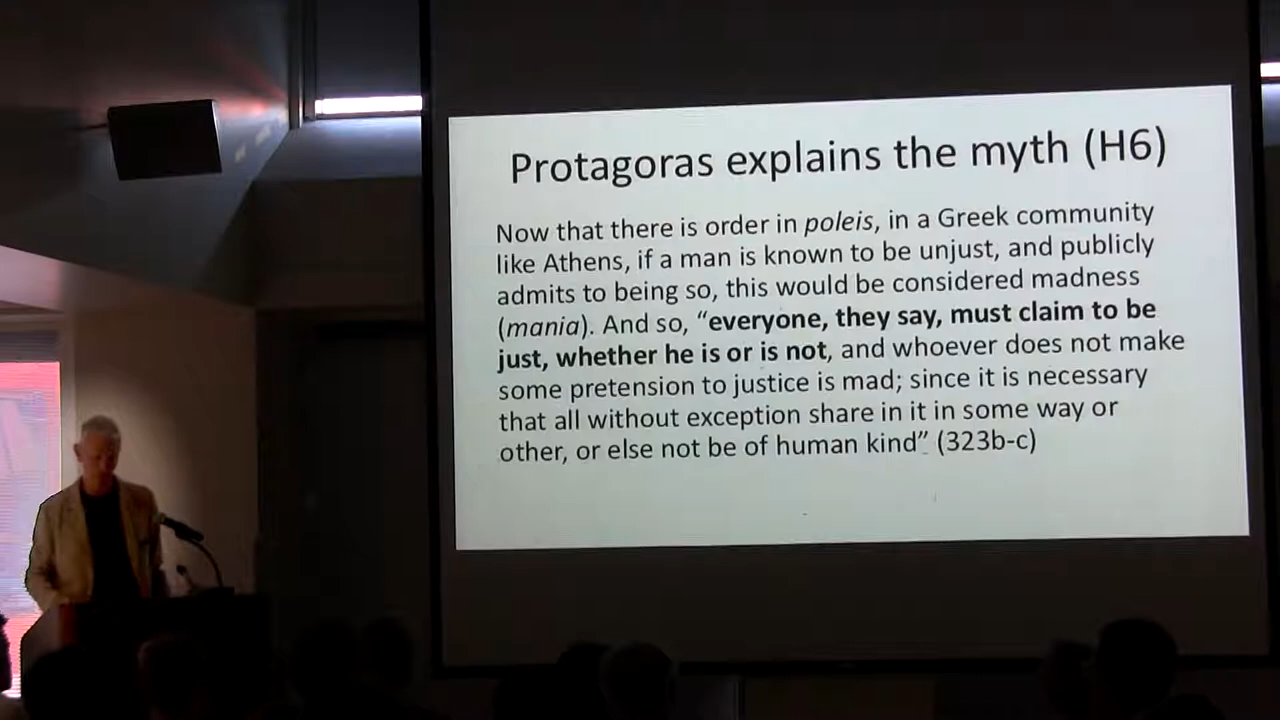 Protagoras explains the myth (H6)
Now that there is order in poleis, in a Greek community
like Athens, if a man is known to be unjust, and publicly
admits to being so, this would be considered madness
(mania). And so, “everyone, they say, must claim to be
just, whether he is or is not, and whoever does not make
some pretension to justice is mad; since it is necessary
that all without exception share in it in some way or
other, or else not be of human kind” (323b-c)